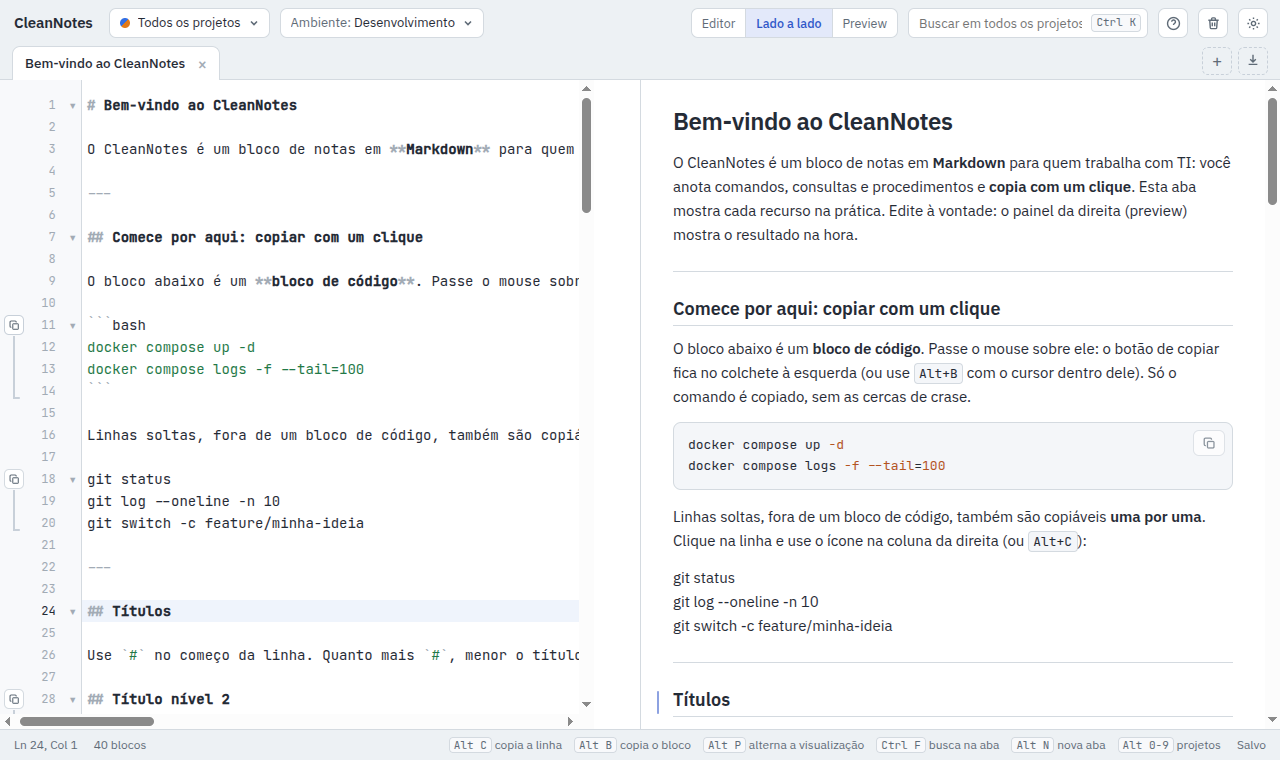 CleanNotes
Todos os projetos
Ambiente: Desenvolvimento
Editor
Lado a lado
Preview
Buscar em todos os projetos
Ctrl K
Bem-vindo ao CleanNotes ×
+
1 # Bem-vindo ao CleanNotes
2
3 O CleanNotes é um bloco de notas em **Markdown** para quem
4
5 ---
6
7 ## Comece por aqui: copiar com um clique
8
9 O bloco abaixo é um **bloco de código**. Passe o mouse sobr
10
11 ```bash
12 docker compose up -d
13 docker compose logs -f --tail=100
14 ```
15
16 Linhas soltas, fora de um bloco de código, também são copiá
17
18 git status
19 git log --oneline -n 10
20 git switch -c feature/minha-ideia
21
22 ---
23
24 ## Títulos
25
26 Use `#` no começo da linha. Quanto mais `#`, menor o título
27
28 ## Título nível 2
Bem-vindo ao CleanNotes
O CleanNotes é um bloco de notas em Markdown para quem trabalha com TI: você
anota comandos, consultas e procedimentos e copia com um clique. Esta aba
mostra cada recurso na prática. Edite à vontade: o painel da direita (preview)
mostra o resultado na hora.
Comece por aqui: copiar com um clique
O bloco abaixo é um bloco de código. Passe o mouse sobre ele: o botão de copiar
fica no colchete à esquerda (ou use Alt+B com o cursor dentro dele). Só o
comando é copiado, sem as cercas de crase.
docker compose up -d
docker compose logs -f --tail=100
Linhas soltas, fora de um bloco de código, também são copiáveis uma por uma.
Clique na linha e use o ícone na coluna da direita (ou Alt+C):
git status
git log --oneline -n 10
git switch -c feature/minha-ideia
Títulos
Ln 24, Col 1
40 blocos
Alt C copia a linha
Alt B copia o bloco
Alt P alterna a visualização
Ctrl F busca na aba
Alt N nova aba
Alt 0-9 projetos
Salvo